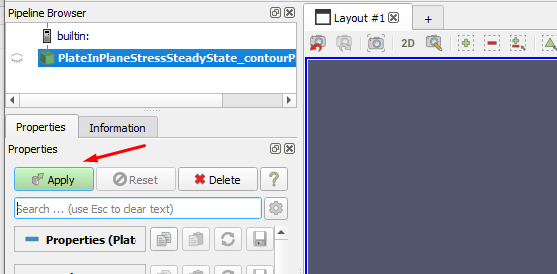 Pipeline Browser
builtin:
PlateInPlaneStressSteadyState_contourP
Properties
Information
Properties
Apply
Reset
Delete
?
Search ... (use Esc to clear text)
Properties (Plat
Layout #1
+
2D